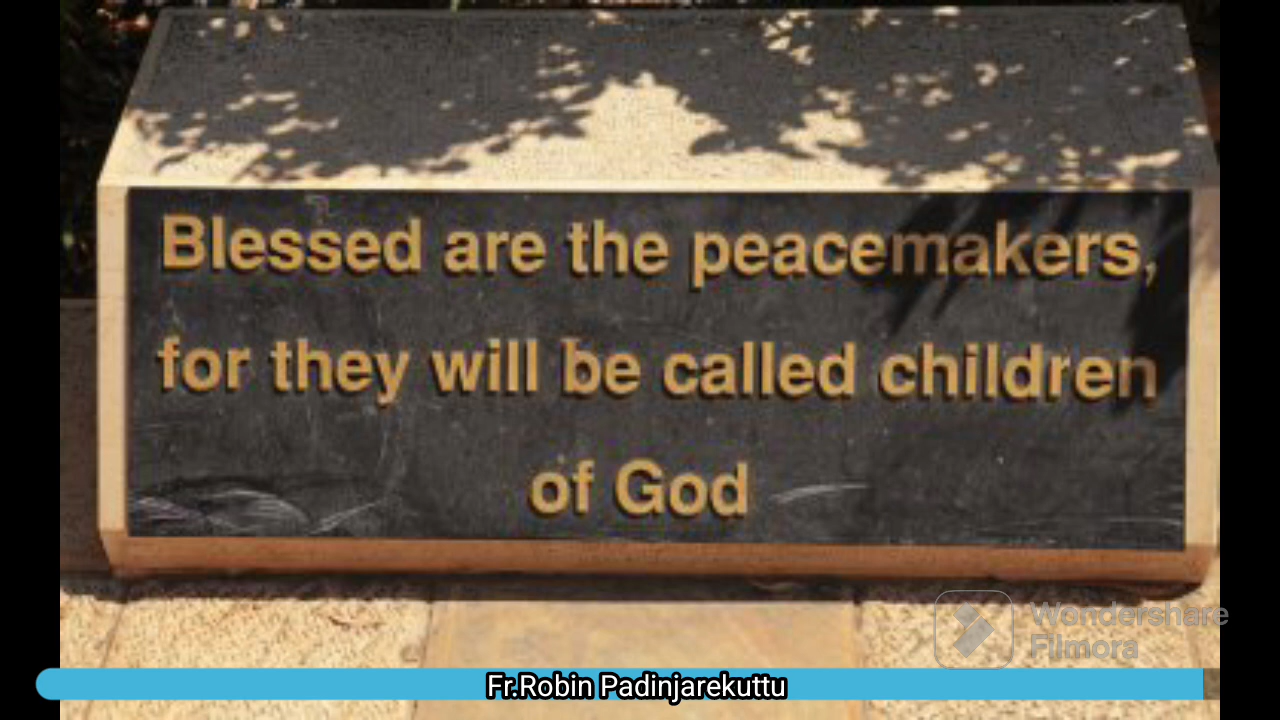 Blessed are the peacemakers,
for they will be called children
of God
Wondershare
Filmora
Fr.Robin Padinjarekuttu